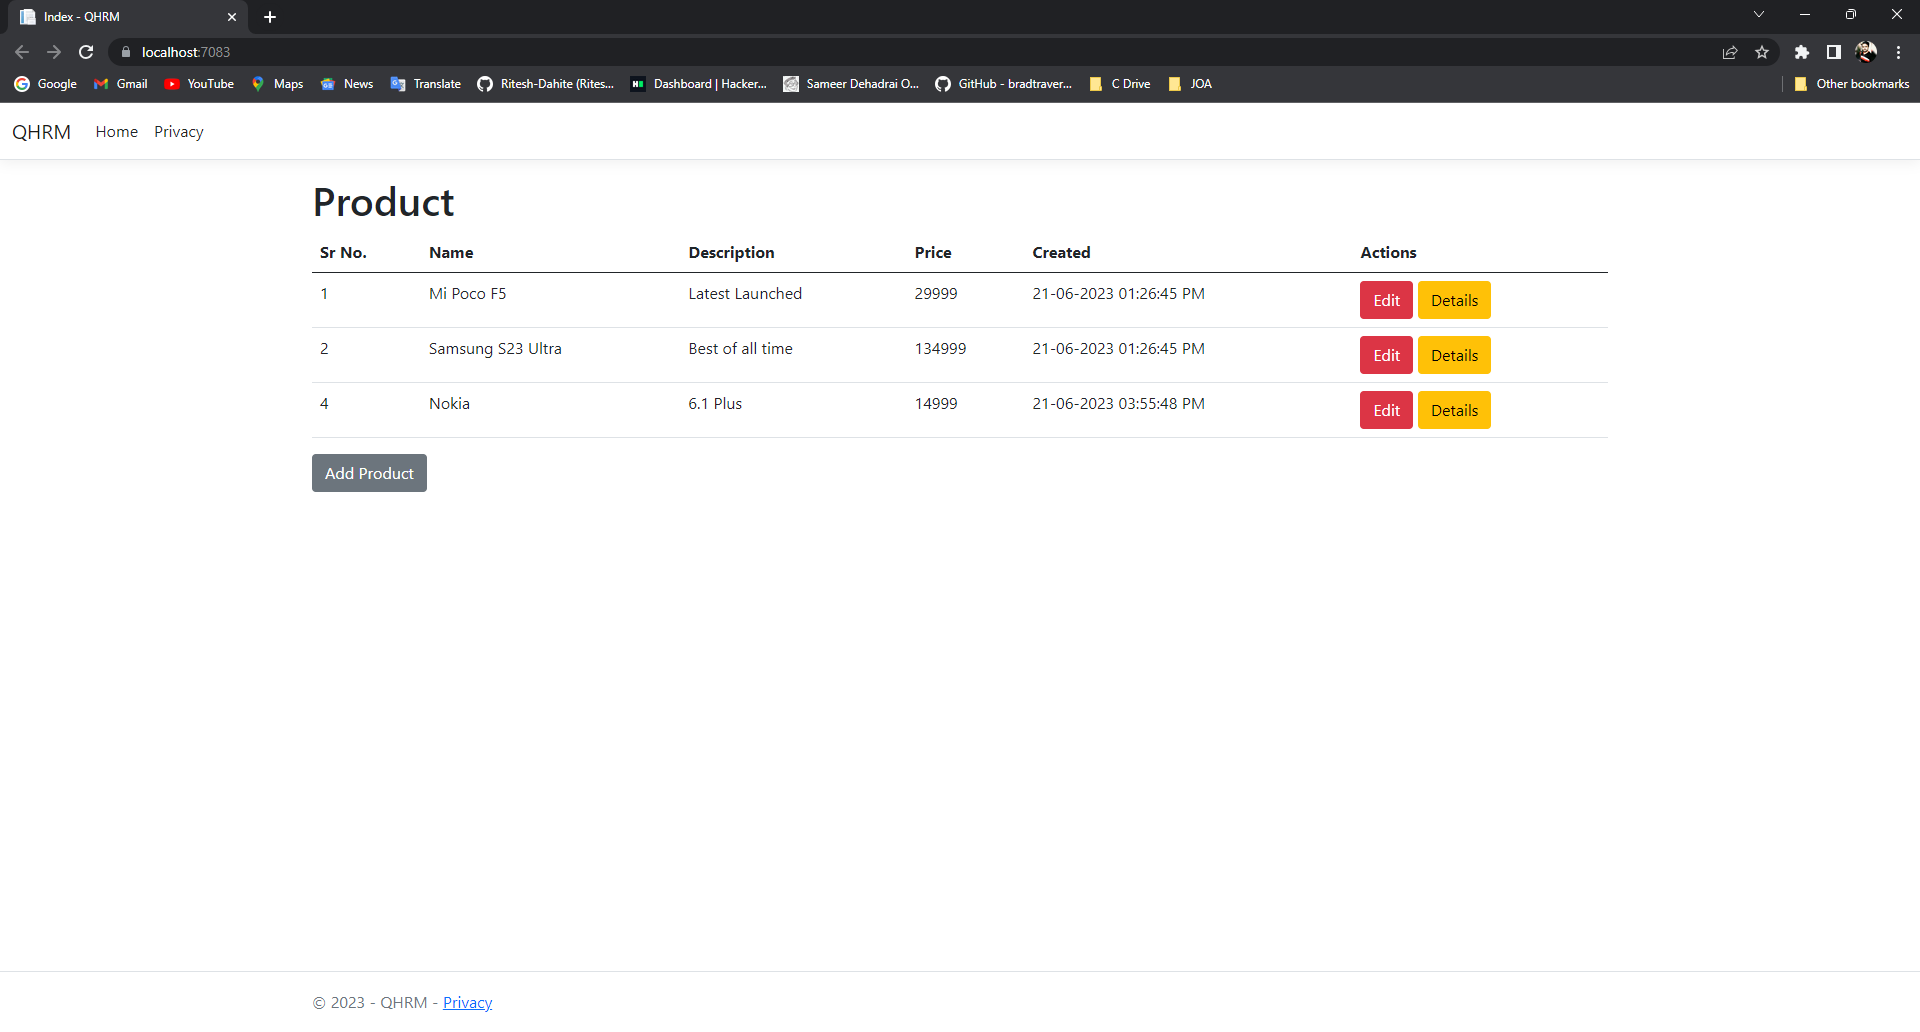 Index - QHRM
localhost:7083
Google Gmail YouTube Maps News Translate Ritesh-Dahite (Rites... Dashboard | Hacker... Sameer Dehadrai O... GitHub - bradtraver... C Drive JOA Other bookmarks
QHRM Home Privacy
Product
Sr No. Name Description Price Created Actions
1 Mi Poco F5 Latest Launched 29999 21-06-2023 01:26:45 PM Edit Details
2 Samsung S23 Ultra Best of all time 134999 21-06-2023 01:26:45 PM Edit Details
4 Nokia 6.1 Plus 14999 21-06-2023 03:55:48 PM Edit Details
Add Product
© 2023 - QHRM - Privacy